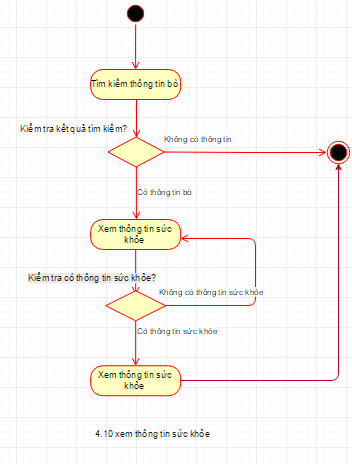 Tìm kiếm thông tin bò
Kiểm tra kết quả tìm kiếm?
Không có thông tin
Có thông tin bò
Xem thông tin sức
khỏe
Kiểm tra có thông tin sức khỏe?
Không có thông tin sức khỏe
Có thông tin sức khỏe
Xem thông tin sức
khỏe
4.10 xem thông tin sức khỏe